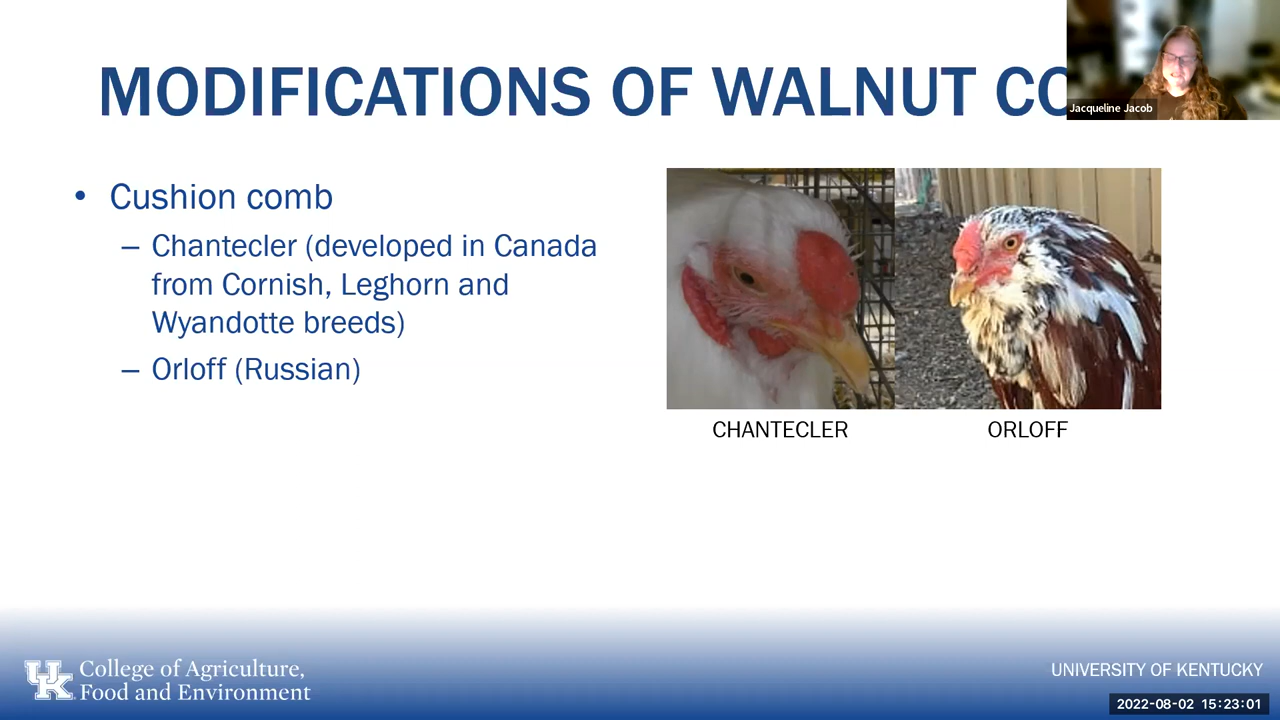 MODIFICATIONS OF WALNUT CO
Jacqueline Jacob
• Cushion comb
– Chantecler (developed in Canada
from Cornish, Leghorn and
Wyandotte breeds)
– Orloff (Russian)
CHANTECLER
ORLOFF
UK
College of Agriculture,
Food and Environment
UNIVERSITY OF KENTUCKY
2022-08-02 15:23:01